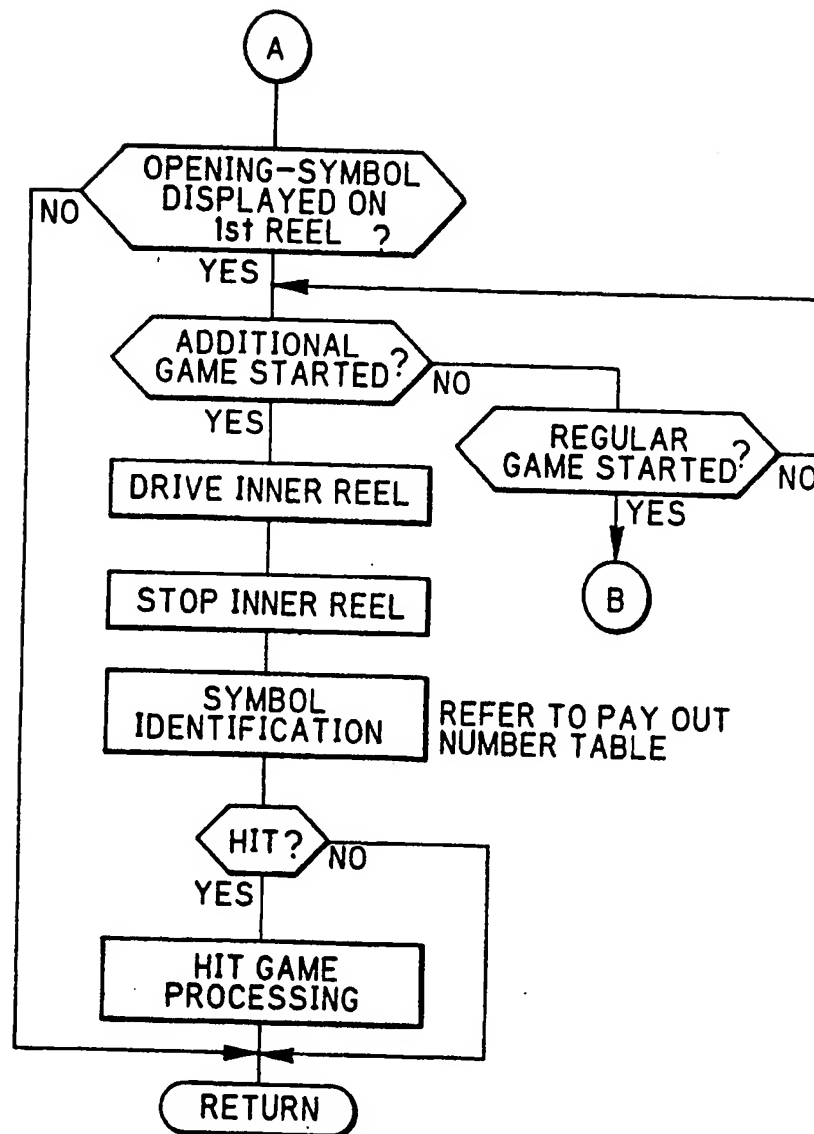 A
OPENING-SYMBOL
DISPLAYED ON
1st REEL ?
NO
YES
ADDITIONAL
GAME STARTED?
NO
YES
REGULAR
GAME STARTED?
NO
YES
B
DRIVE INNER REEL
STOP INNER REEL
SYMBOL
IDENTIFICATION
REFER TO PAY OUT
NUMBER TABLE
HIT?
NO
YES
HIT GAME
PROCESSING
RETURN